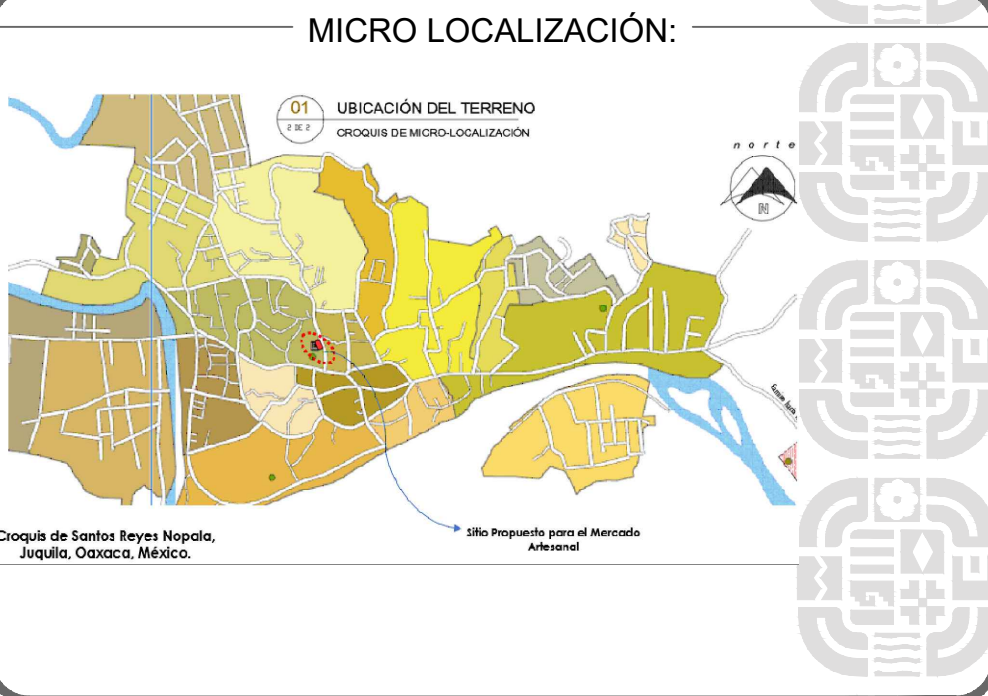 MICRO LOCALIZACIÓN:
01
2 DE 2
UBICACIÓN DEL TERRENO
CROQUIS DE MICRO-LOCALIZACIÓN
norte
N
Croquis de Santos Reyes Nopala,
Juquila, Oaxaca, México.
Sitio Propuesto para el Mercado
Artesanal